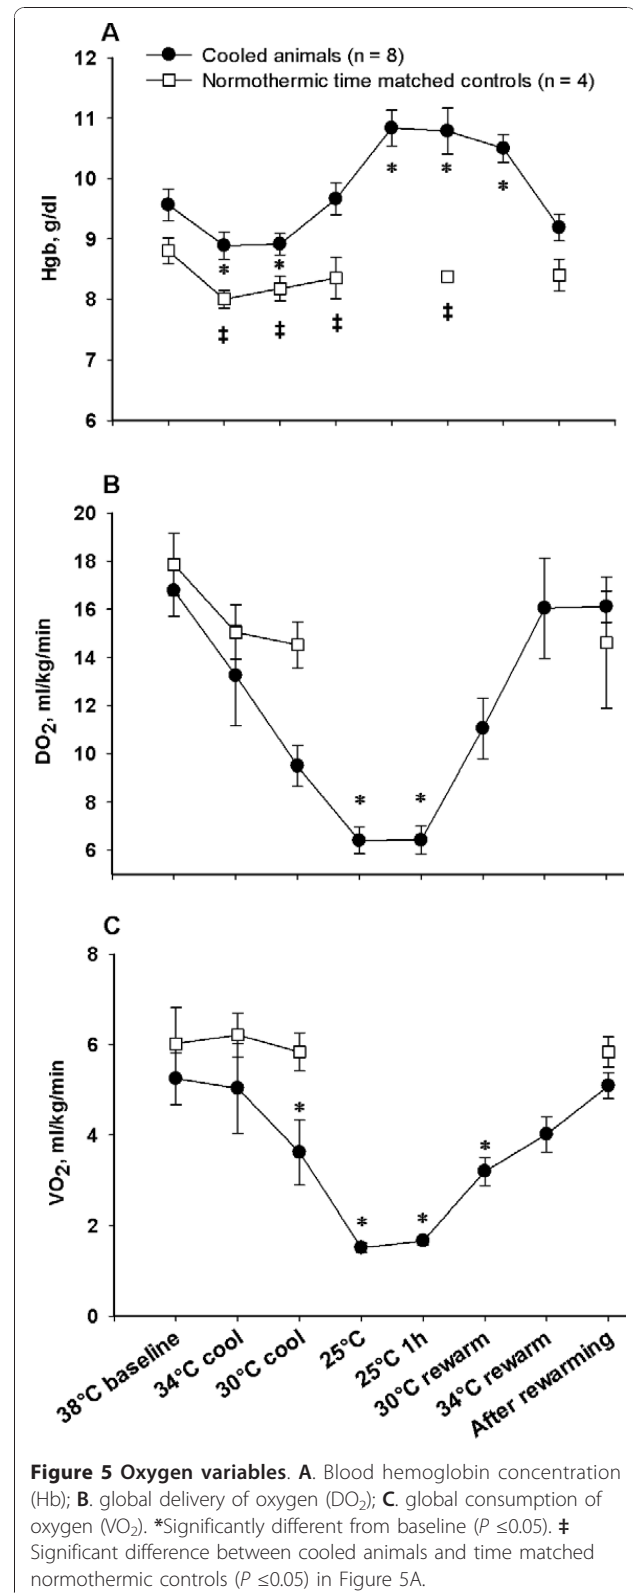 A
Cooled animals (n = 8)
Normothermic time matched controls (n = 4)
12
11
10
9
8
7
6
Hgb, g/dl
*
*
*
*
*
‡
‡
‡
‡
B
20
18
16
14
12
10
8
6
DO2, ml/kg/min
*
*
C
8
6
4
2
0
VO2, ml/kg/min
*
*
*
*
38°C baseline
34°C cool
30°C cool
25°C
25°C 1h
30°C rewarm
34°C rewarm
After rewarming
Figure 5 Oxygen variables. A. Blood hemoglobin concentration
(Hb); B. global delivery of oxygen (DO2); C. global consumption of
oxygen (VO2). *Significantly different from baseline (P ≤0.05). ‡
Significant difference between cooled animals and time matched
normothermic controls (P ≤0.05) in Figure 5A.